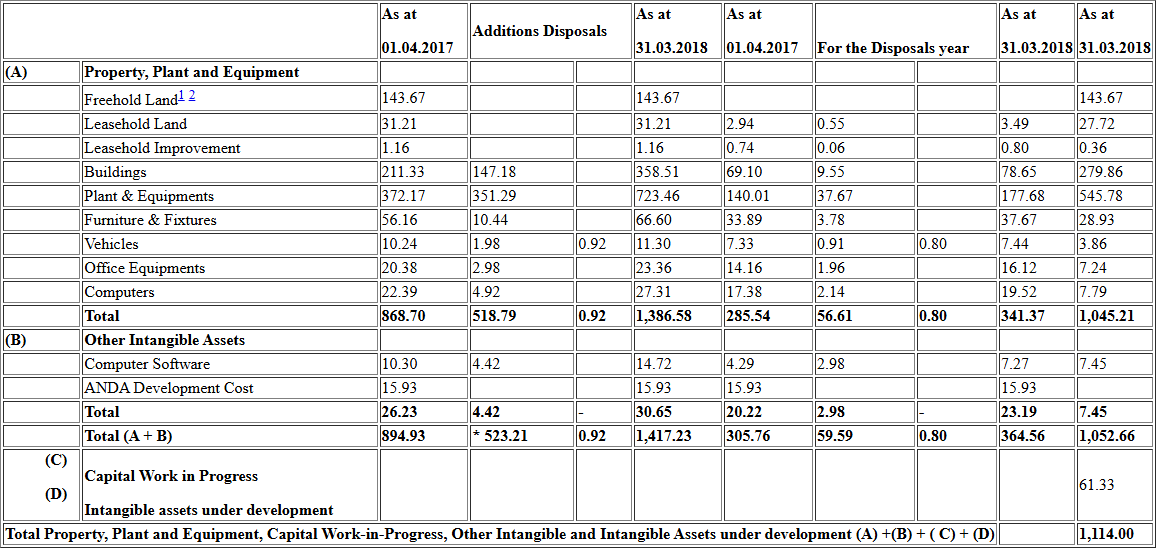 As at 01.04.2017 Additions Disposals As at 31.03.2018 As at 01.04.2017 For the Disposals year As at 31.03.2018 As at 31.03.2018
(A) Property, Plant and Equipment
Freehold Land1 2 143.67 143.67 143.67
Leasehold Land 31.21 31.21 2.94 0.55 3.49 27.72
Leasehold Improvement 1.16 1.16 0.74 0.06 0.80 0.36
Buildings 211.33 147.18 358.51 69.10 9.55 78.65 279.86
Plant & Equipments 372.17 351.29 723.46 140.01 37.67 177.68 545.78
Furniture & Fixtures 56.16 10.44 66.60 33.89 3.78 37.67 28.93
Vehicles 10.24 1.98 0.92 11.30 7.33 0.91 0.80 7.44 3.86
Office Equipments 20.38 2.98 23.36 14.16 1.96 16.12 7.24
Computers 22.39 4.92 27.31 17.38 2.14 19.52 7.79
Total 868.70 518.79 0.92 1,386.58 285.54 56.61 0.80 341.37 1,045.21
(B) Other Intangible Assets
Computer Software 10.30 4.42 14.72 4.29 2.98 7.27 7.45
ANDA Development Cost 15.93 15.93 15.93 15.93
Total 26.23 4.42 - 30.65 20.22 2.98 - 23.19 7.45
Total (A + B) 894.93 * 523.21 0.92 1,417.23 305.76 59.59 0.80 364.56 1,052.66
(C) Capital Work in Progress 61.33
(D) Intangible assets under development
Total Property, Plant and Equipment, Capital Work-in-Progress, Other Intangible and Intangible Assets under development (A) +(B) + ( C) + (D) 1,114.00